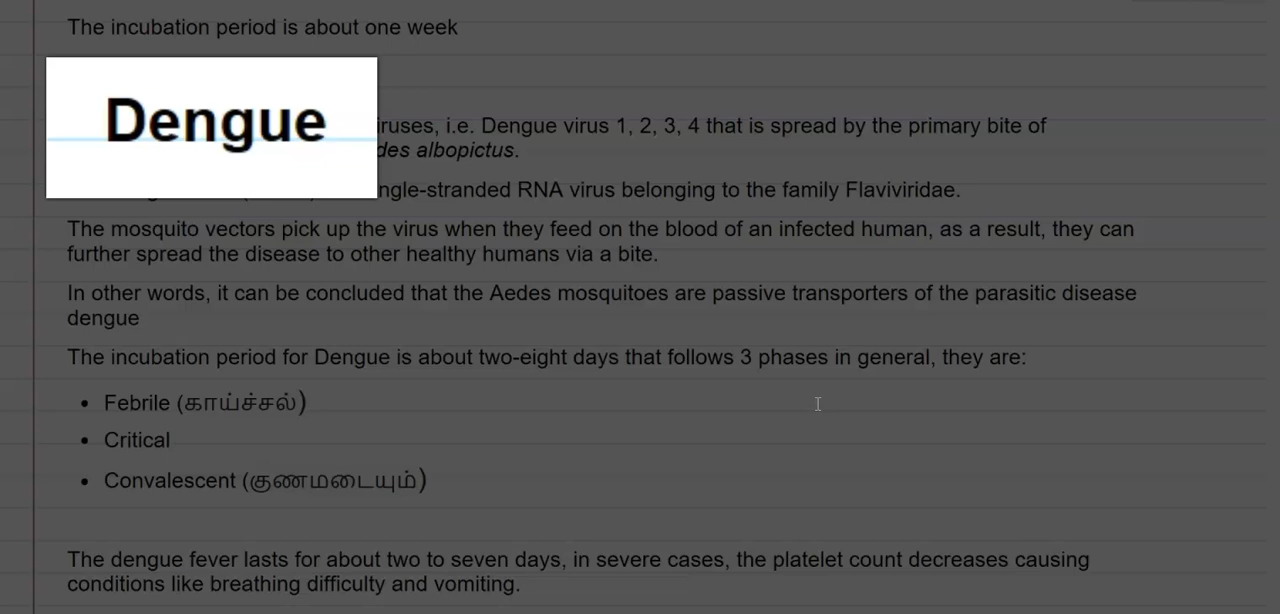 The incubation period is about one week
Dengue
iruses, i.e. Dengue virus 1, 2, 3, 4 that is spread by the primary bite of
des albopictus.
ngle-stranded RNA virus belonging to the family Flaviviridae.
The mosquito vectors pick up the virus when they feed on the blood of an infected human, as a result, they can
further spread the disease to other healthy humans via a bite.
In other words, it can be concluded that the Aedes mosquitoes are passive transporters of the parasitic disease
dengue
The incubation period for Dengue is about two-eight days that follows 3 phases in general, they are:
• Febrile (காய்ச்சல்)
• Critical
• Convalescent (குணமடையும்)
The dengue fever lasts for about two to seven days, in severe cases, the platelet count decreases causing
conditions like breathing difficulty and vomiting.